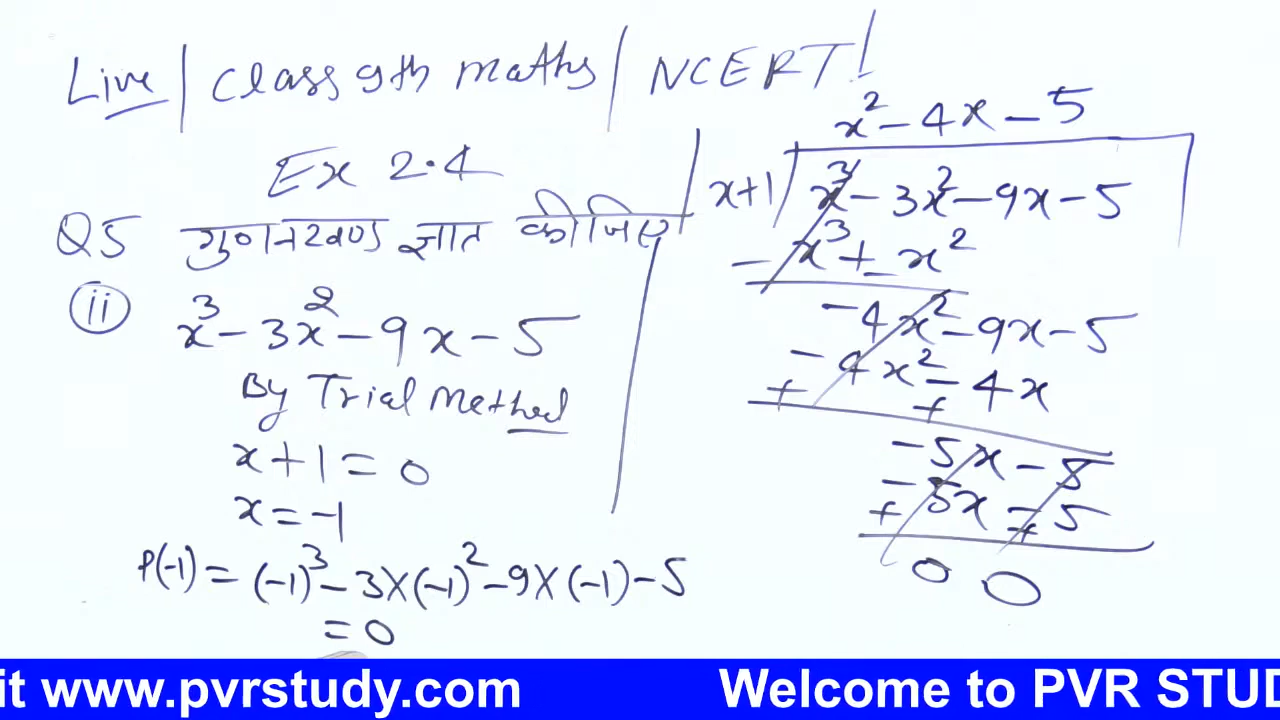 Live | Class 9th maths | NCERT!
Ex 2.4
Q5 गुणनखण्ड ज्ञात कीजिए
ii x³ - 3x² - 9x - 5
By Trial Method
x + 1 = 0
x = -1
P(-1) = (-1)³ - 3×(-1)² - 9×(-1) - 5
= 0
x² - 4x - 5
x+1 ) x³ - 3x² - 9x - 5
- x³ + - x²
- 4x² - 9x - 5
- 4x² - 4x
+ +
- 5x - 5
- 5x - 5
+ +
0 0
it www.pvrstudy.com Welcome to PVR STUD